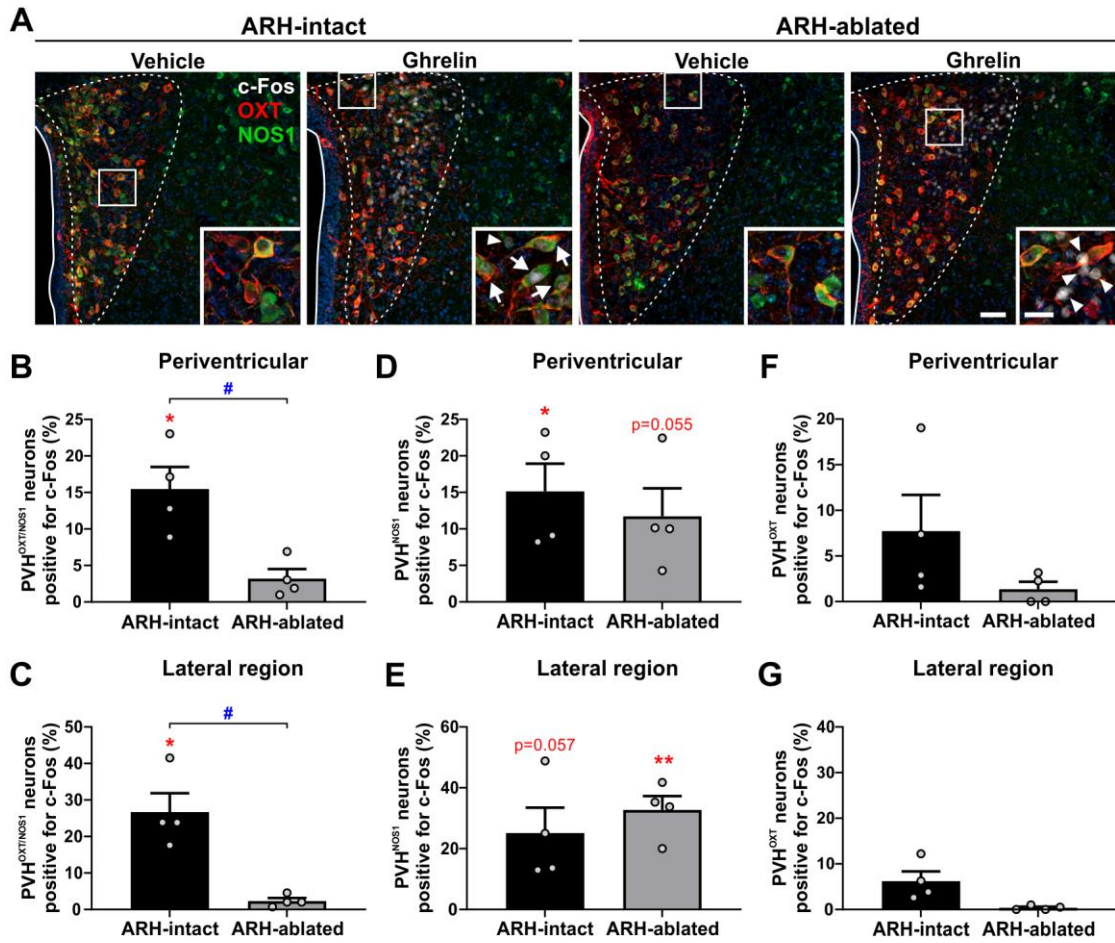 A
ARH-intact
ARH-ablated
Vehicle
Ghrelin
Vehicle
Ghrelin
c-Fos
OXT
NOS1
B
Periventricular
#
*
PVH^OXT/NOS1 neurons
positive for c-Fos (%)
25
20
15
10
5
0
ARH-intact
ARH-ablated
D
Periventricular
*
p=0.055
PVH^NOS1 neurons
positive for c-Fos (%)
25
20
15
10
5
0
ARH-intact
ARH-ablated
F
Periventricular
PVH^OXT neurons
positive for c-Fos (%)
20
15
10
5
0
ARH-intact
ARH-ablated
C
Lateral region
#
*
PVH^OXT/NOS1 neurons
positive for c-Fos (%)
50
40
30
20
10
0
ARH-intact
ARH-ablated
E
Lateral region
p=0.057
**
PVH^NOS1 neurons
positive for c-Fos (%)
60
40
20
0
ARH-intact
ARH-ablated
G
Lateral region
PVH^OXT neurons
positive for c-Fos (%)
40
30
20
10
0
ARH-intact
ARH-ablated